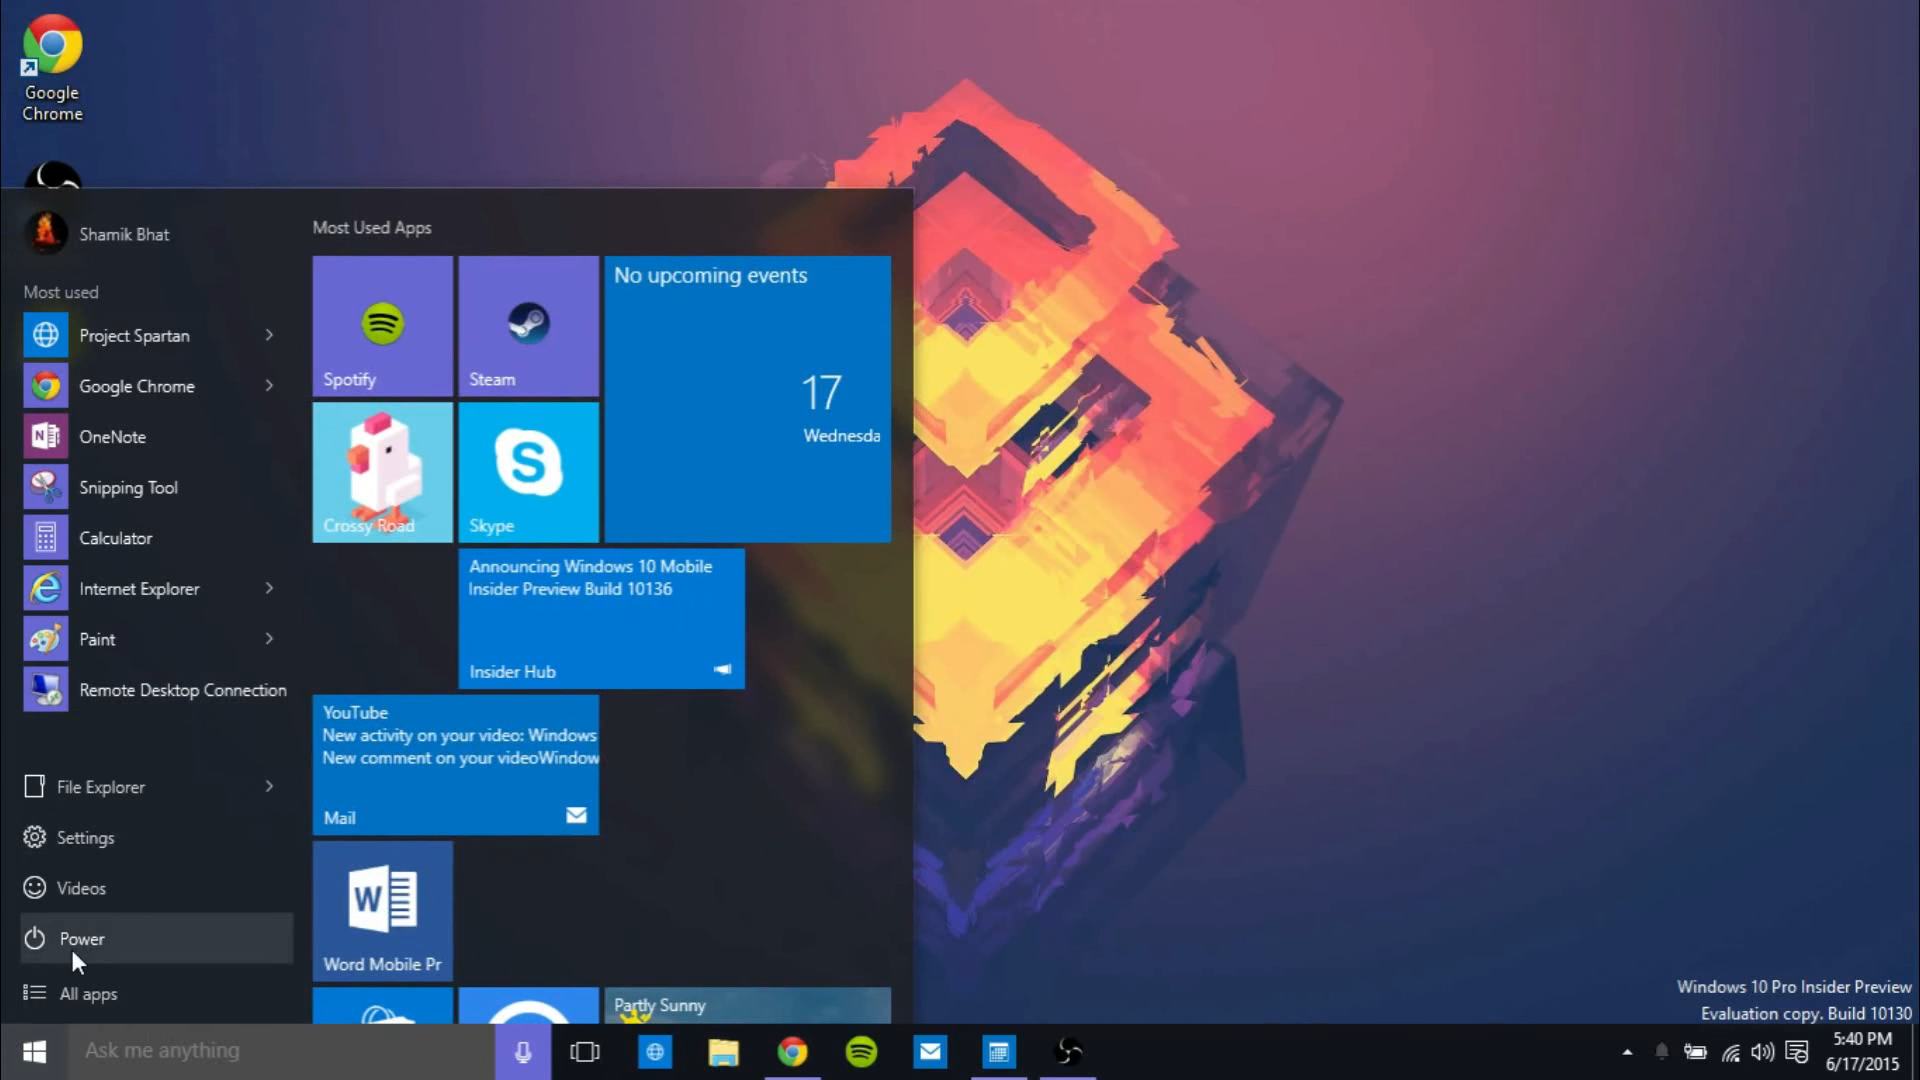 Google
Chrome
Shamik Bhat
Most used
Project Spartan
Google Chrome
OneNote
Snipping Tool
Calculator
Internet Explorer
Paint
Remote Desktop Connection
File Explorer
Settings
Videos
Power
All apps
Most Used Apps
Spotify
Steam
No upcoming events
17
Wednesda
Crossy Road
Skype
Announcing Windows 10 Mobile
Insider Preview Build 10136
Insider Hub
YouTube
New activity on your video: Windows
New comment on your videoWindow
Mail
W
Word Mobile Pr
Partly Sunny
Windows 10 Pro Insider Preview
Evaluation copy. Build 10130
Ask me anything
5:40 PM
6/17/2015